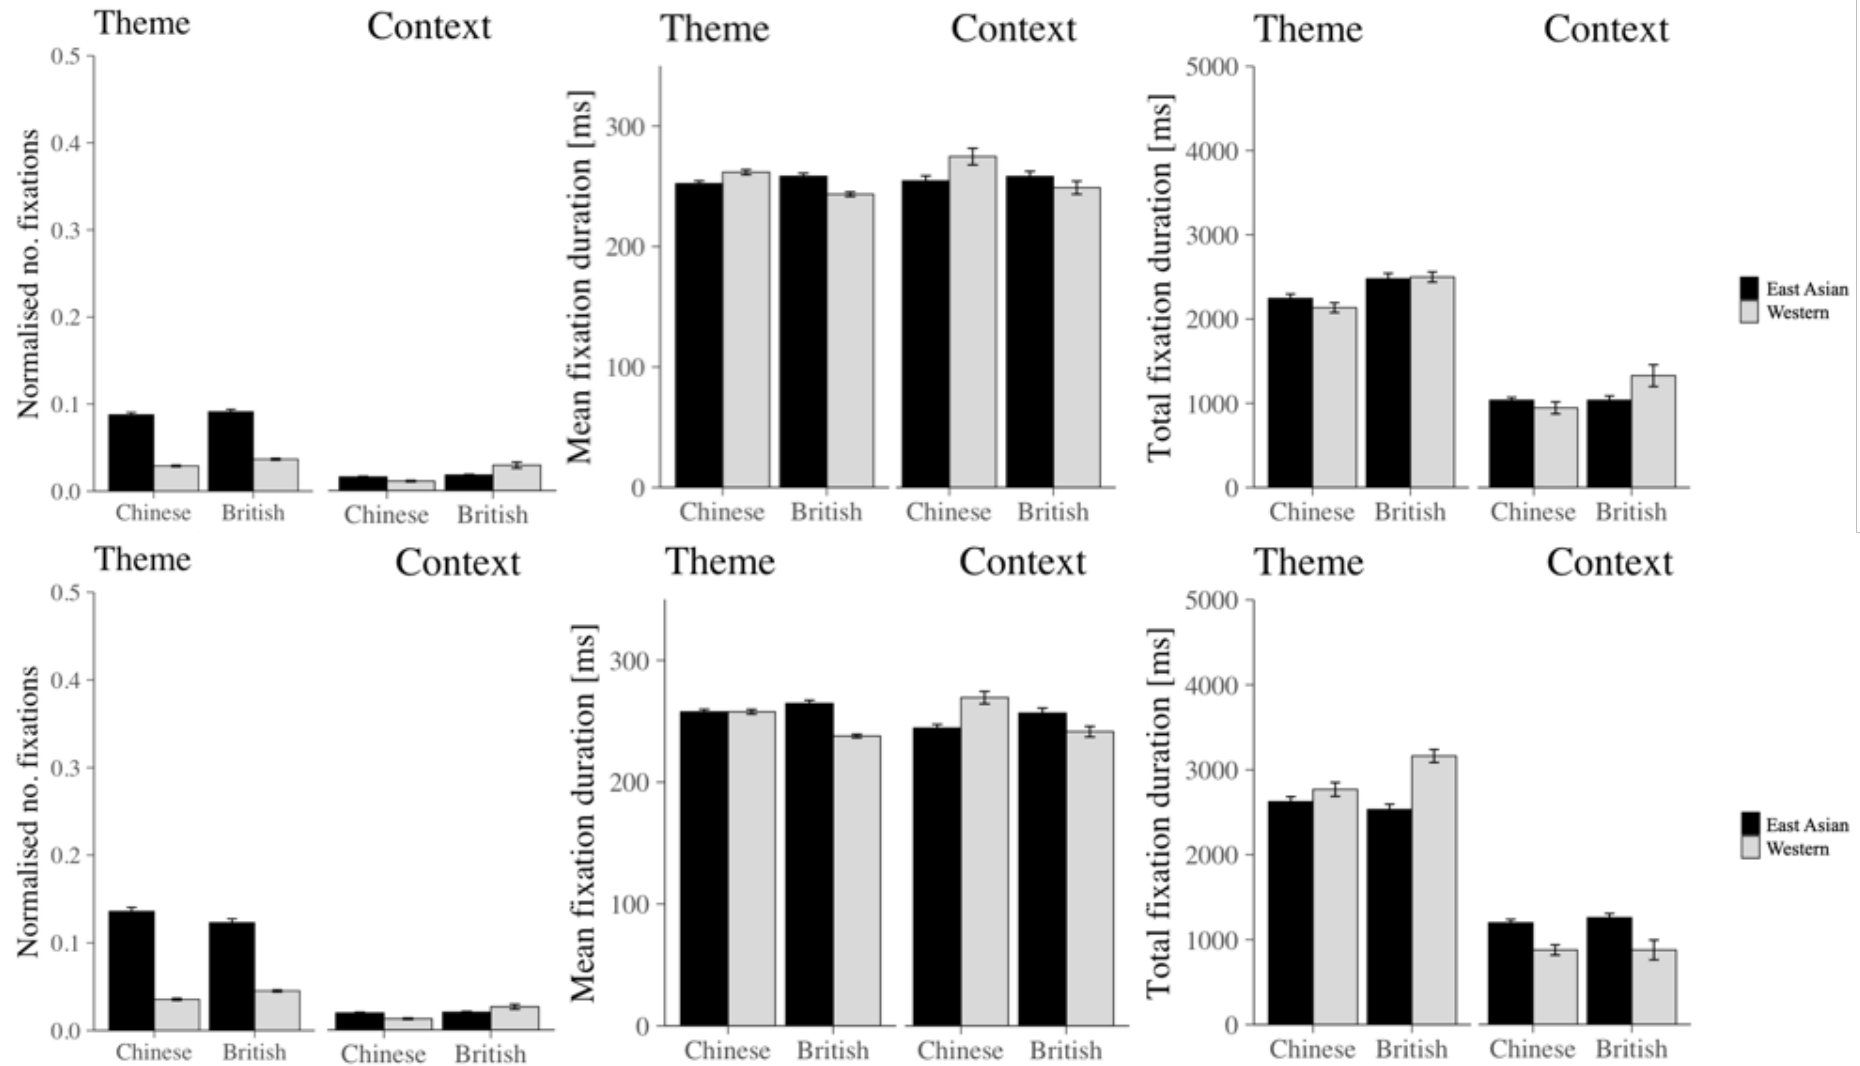 Theme Context
Normalised no. fixations
0.5
0.4
0.3
0.2
0.1
0.0
Chinese British Chinese British
Theme Context
Mean fixation duration [ms]
300
200
100
0
Chinese British Chinese British
Theme Context
Total fixation duration [ms]
5000
4000
3000
2000
1000
0
Chinese British Chinese British
East Asian
Western
Theme Context
Normalised no. fixations
0.5
0.4
0.3
0.2
0.1
0.0
Chinese British Chinese British
Theme Context
Mean fixation duration [ms]
300
200
100
0
Chinese British Chinese British
Theme Context
Total fixation duration [ms]
5000
4000
3000
2000
1000
0
Chinese British Chinese British
East Asian
Western